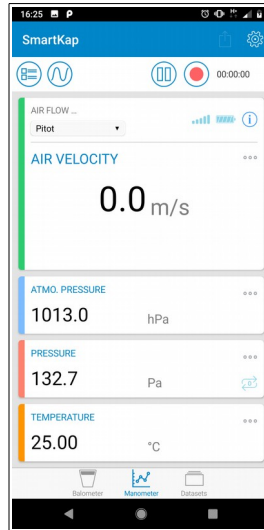 16:25
SmartKap
00:00:00
AIR FLOW ...
Pitot
AIR VELOCITY
0.0 m/s
ATMO. PRESSURE
1013.0 hPa
PRESSURE
132.7 Pa
TEMPERATURE
25.00 °C
Balometer Manometer Datasets